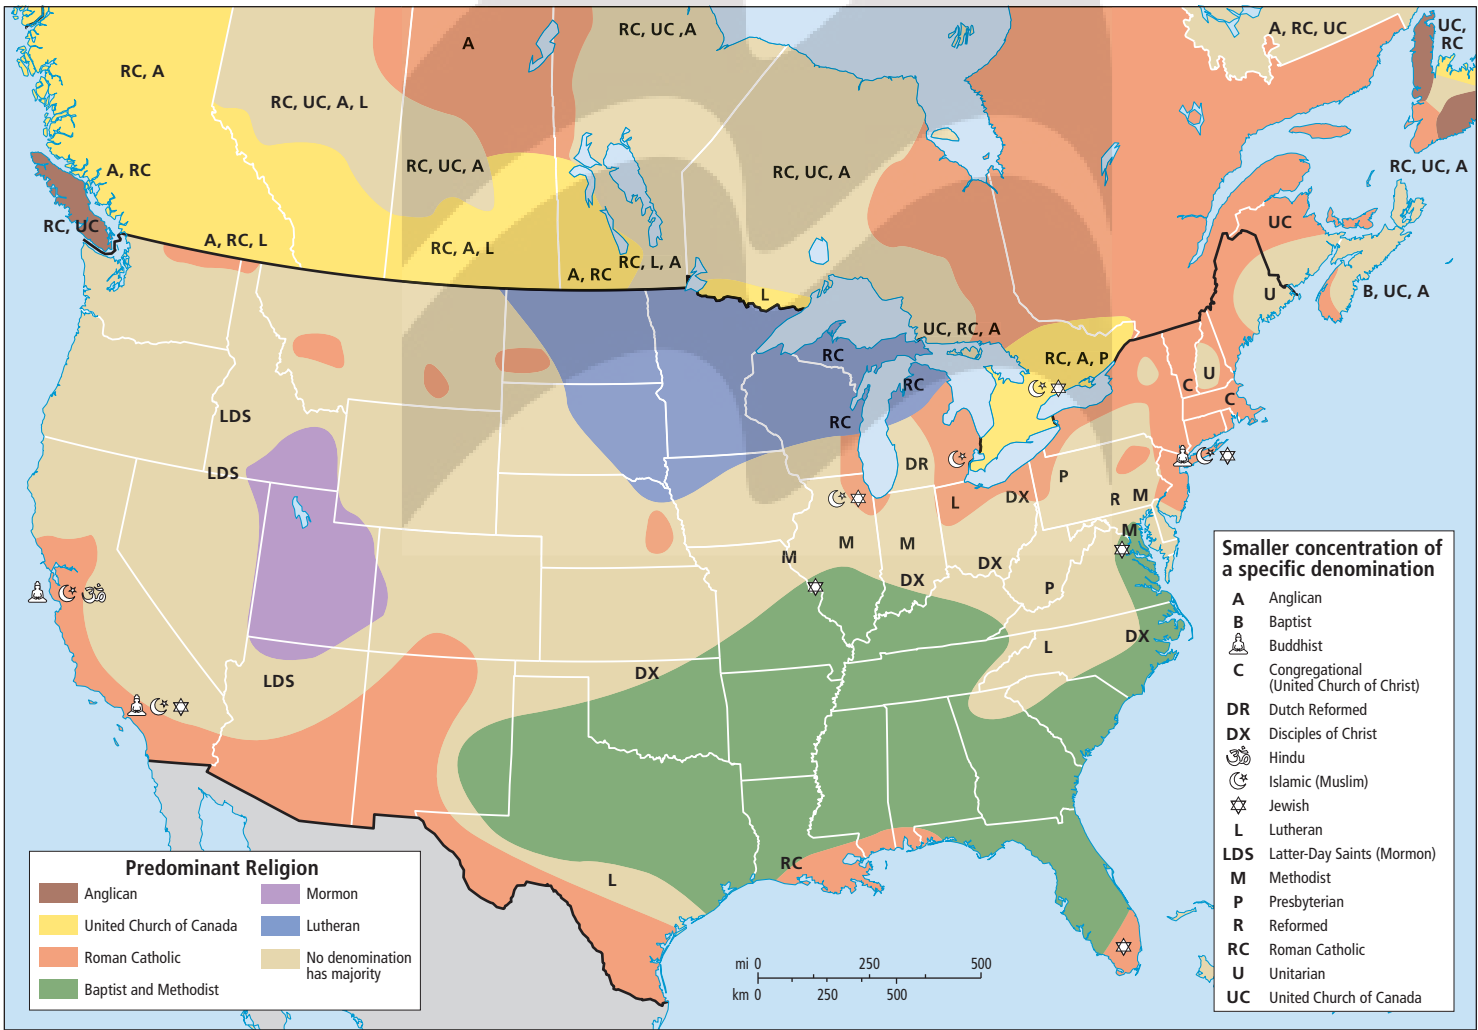 RC, UC ,A
A, RC, UC
UC,
RC
A
RC, A
RC, UC, A, L
RC, UC, A
RC, UC, A
RC, UC, A
A, RC
RC, UC
UC
A, RC, L
RC, A, L
RC, L, A
A, RC
L
U
B, UC, A
UC, RC, A
RC
RC, A, P
RC
U
C
C
LDS
RC
LDS
DR
P
L
DX
R
M
M
M
M
M
DX
DX
P
DX
L
DX
LDS
RC
L
Predominant Religion
Anglican
United Church of Canada
Roman Catholic
Baptist and Methodist
Mormon
Lutheran
No denomination
has majority
mi 0 250 500
km 0 250 500
Smaller concentration of
a specific denomination
A Anglican
B Baptist
Buddhist
C Congregational
(United Church of Christ)
DR Dutch Reformed
DX Disciples of Christ
Hindu
Islamic (Muslim)
Jewish
L Lutheran
LDS Latter-Day Saints (Mormon)
M Methodist
P Presbyterian
R Reformed
RC Roman Catholic
U Unitarian
UC United Church of Canada